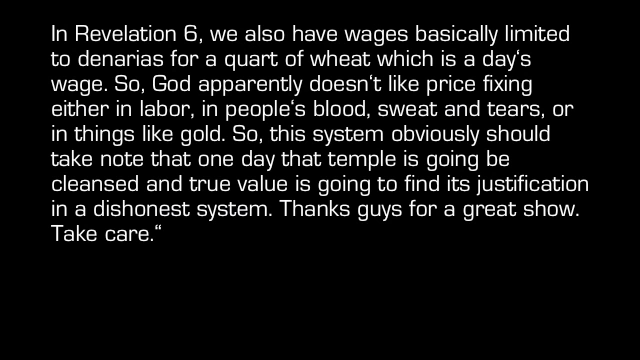 In Revelation 6, we also have wages basically limited
to denarias for a quart of wheat which is a day‘s
wage. So, God apparently doesn‘t like price fixing
either in labor, in people‘s blood, sweat and tears, or
in things like gold. So, this system obviously should
take note that one day that temple is going be
cleansed and true value is going to find its justification
in a dishonest system. Thanks guys for a great show.
Take care.“